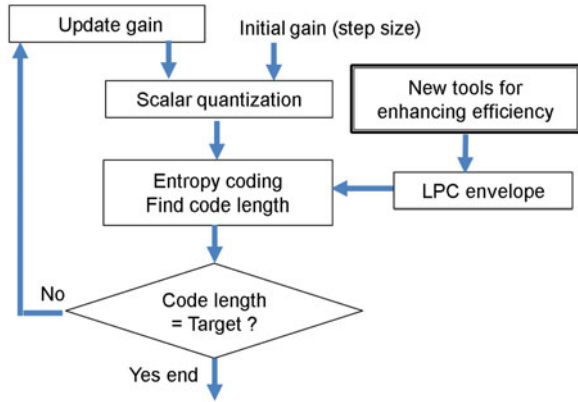 Update gain
Initial gain (step size)
Scalar quantization
New tools for
enhancing efficiency
Entropy coding
Find code length
LPC envelope
No
Code length
= Target ?
Yes end